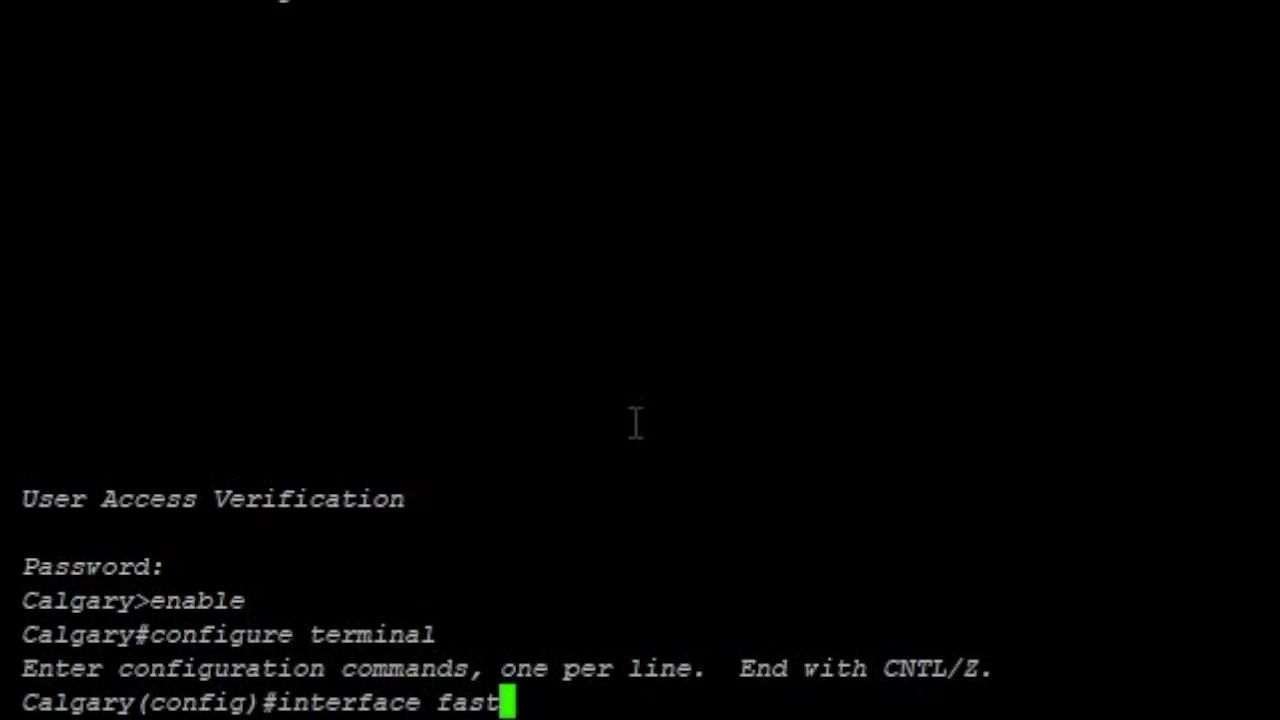 User Access Verification
Password:
Calgary>enable
Calgary#configure terminal
Enter configuration commands, one per line.  End with CNTL/Z.
Calgary(config)#interface fast